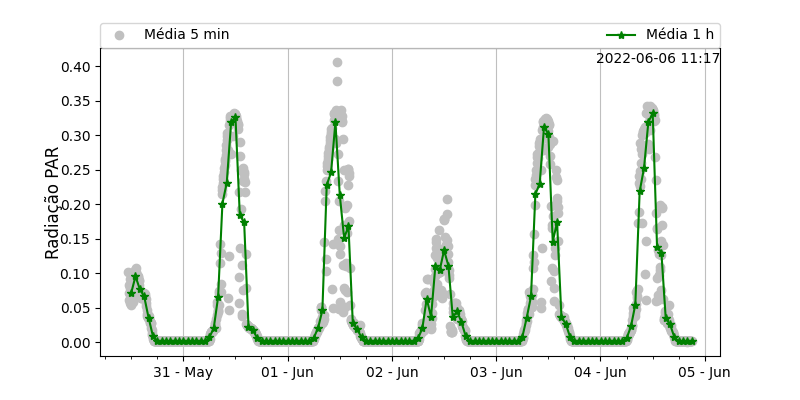 Média 5 min
Média 1 h
2022-06-06 11:17
Radiação PAR
0.40
0.35
0.30
0.25
0.20
0.15
0.10
0.05
0.00
31 - May
01 - Jun
02 - Jun
03 - Jun
04 - Jun
05 - Jun